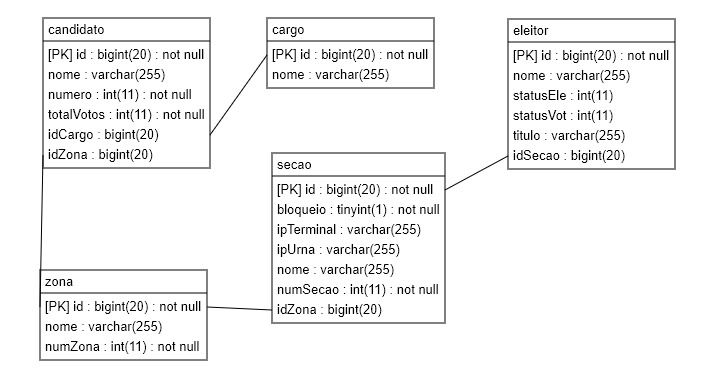 candidato
[PK] id : bigint(20) : not null
nome : varchar(255)
numero : int(11) : not null
totalVotos : int(11) : not null
idCargo : bigint(20)
idZona : bigint(20)
cargo
[PK] id : bigint(20) : not null
nome : varchar(255)
eleitor
[PK] id : bigint(20) : not null
nome : varchar(255)
statusEle : int(11)
statusVot : int(11)
titulo : varchar(255)
idSecao : bigint(20)
secao
[PK] id : bigint(20) : not null
bloqueio : tinyint(1) : not null
ipTerminal : varchar(255)
ipUrna : varchar(255)
nome : varchar(255)
numSecao : int(11) : not null
idZona : bigint(20)
zona
[PK] id : bigint(20) : not null
nome : varchar(255)
numZona : int(11) : not null